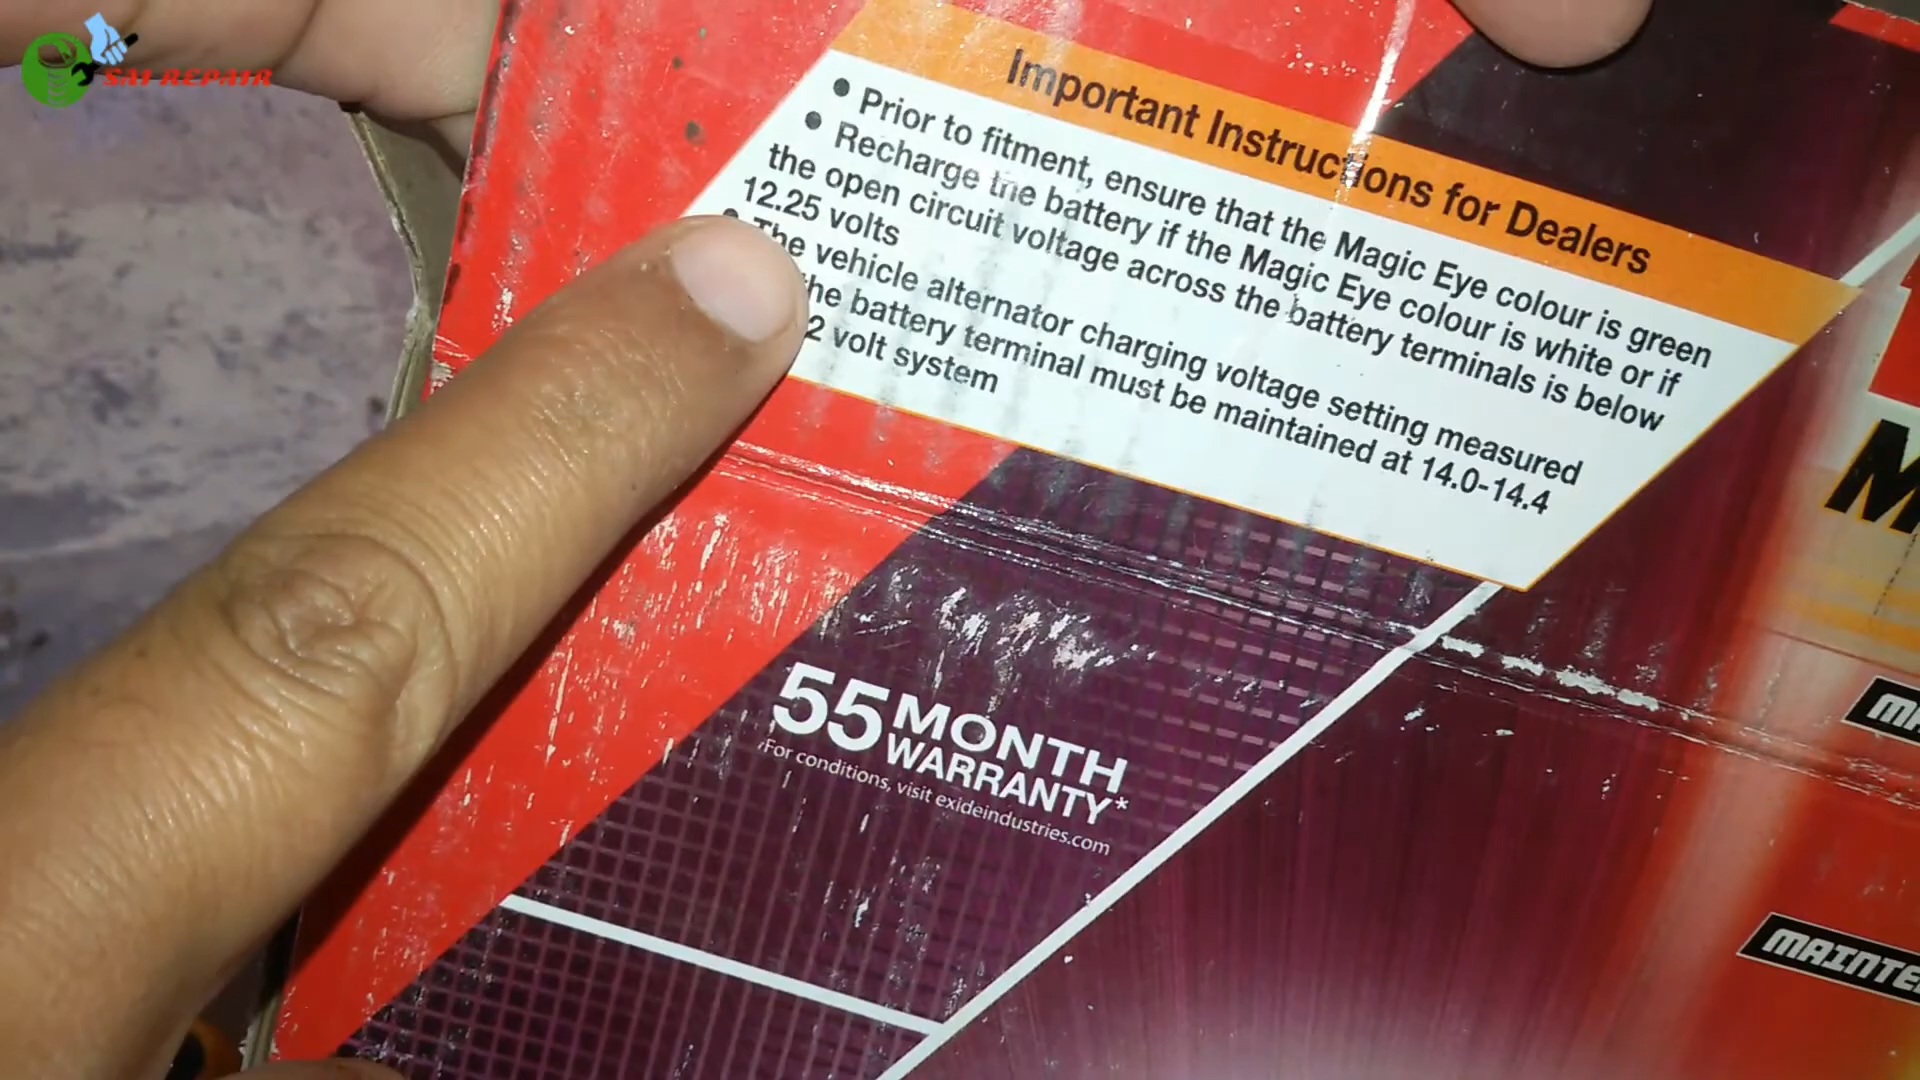 SAI REPAIR
Important Instructions for Dealers
• Prior to fitment, ensure that the Magic Eye colour is green
• Recharge the battery if the Magic Eye colour is white or if
the open circuit voltage across the battery terminals is below
12.25 volts
• The vehicle alternator charging voltage setting measured
the battery terminal must be maintained at 14.0-14.4
2 volt system
55 MONTH
WARRANTY*
*For conditions, visit exideindustries.com